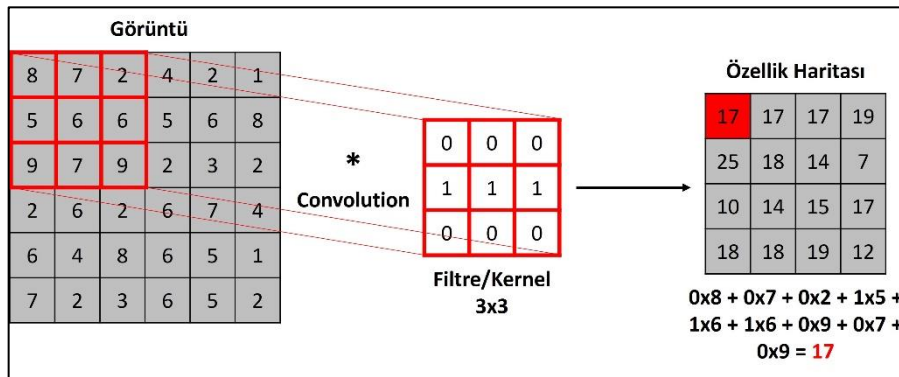 Görüntü
8 7 2 4 2 1
5 6 6 5 6 8
9 7 9 2 3 2
2 6 2 6 7 4
6 4 8 6 5 1
7 2 3 6 5 2
*
Convolution
0 0 0
1 1 1
0 0 0
Filtre/Kernel
3x3
Özellik Haritası
17 17 17 19
25 18 14 7
10 14 15 17
18 18 19 12
0x8 + 0x7 + 0x2 + 1x5 +
1x6 + 1x6 + 0x9 + 0x7 +
0x9 = 17